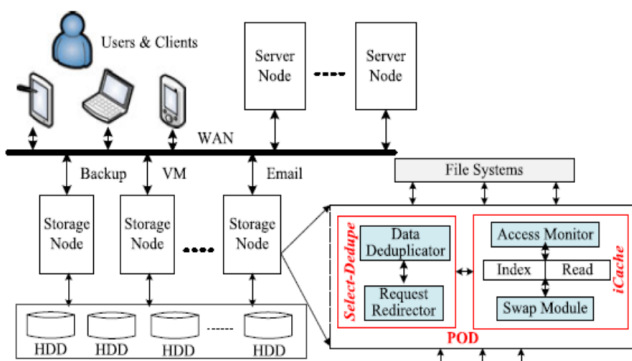 Users & Clients
Server Node
Server Node
WAN
Backup
VM
Email
File Systems
Storage Node
Storage Node
Storage Node
Select-Dedupe
Data Deduplicator
Request Redirector
Access Monitor
Index
Read
Swap Module
iCache
POD
HDD
HDD
HDD
HDD